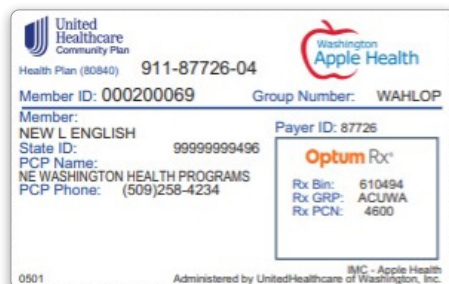 United
Healthcare
Community Plan
Washington
Apple Health
Health Plan (80840) 911-87726-04
Member ID: 000200069 Group Number: WAHLOP
Member:
NEW L ENGLISH
State ID: 99999999496
PCP Name:
NE WASHINGTON HEALTH PROGRAMS
PCP Phone: (509)258-4234
Payer ID: 87726
Optum Rx®
Rx Bin: 610494
Rx GRP: ACUWA
Rx PCN: 4600
IMC - Apple Health
0501 Administered by UnitedHealthcare of Washington, Inc.